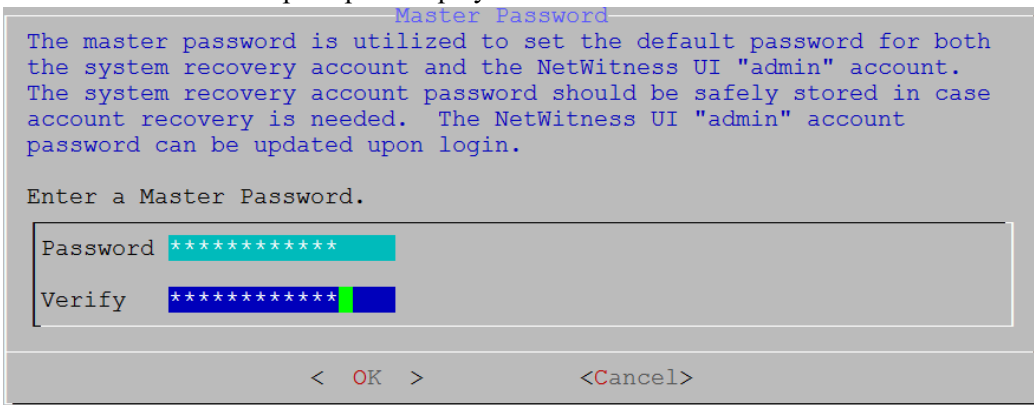 Master Password
The master password is utilized to set the default password for both
the system recovery account and the NetWitness UI "admin" account.
The system recovery account password should be safely stored in case
account recovery is needed.  The NetWitness UI "admin" account
password can be updated upon login.
Enter a Master Password.
Password ************
Verify ************
< OK > <Cancel>